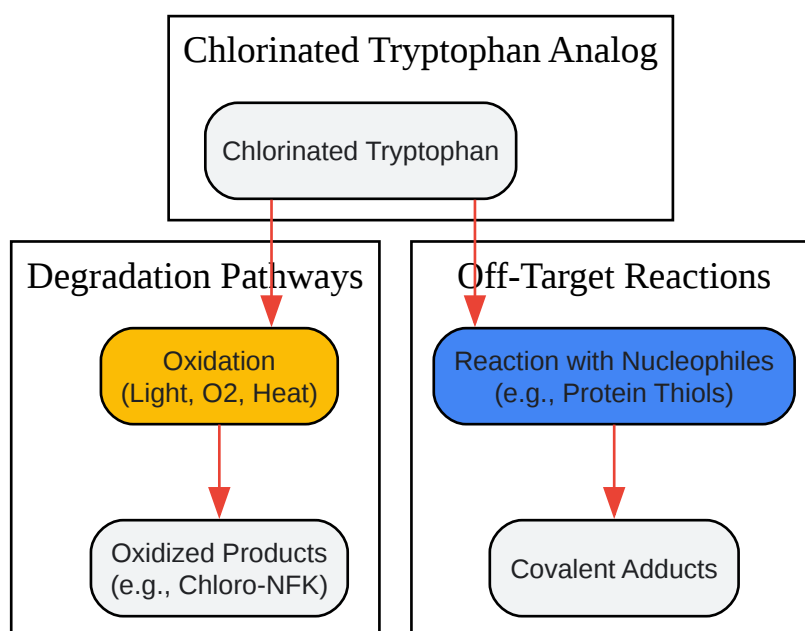 Chlorinated Tryptophan Analog
Chlorinated Tryptophan
Degradation Pathways
Oxidation
(Light, O2, Heat)
Oxidized Products
(e.g., Chloro-NFK)
Off-Target Reactions
Reaction with Nucleophiles
(e.g., Protein Thiols)
Covalent Adducts